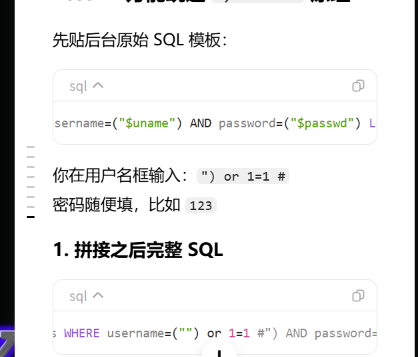 先贴后台原始 SQL 模板：
sql
sername=("$uname") AND password=("$passwd") L
你在用户名框输入：") or 1=1 #
密码随便填，比如 123
1. 拼接之后完整 SQL
sql
s WHERE username=("") or 1=1 #") AND password=